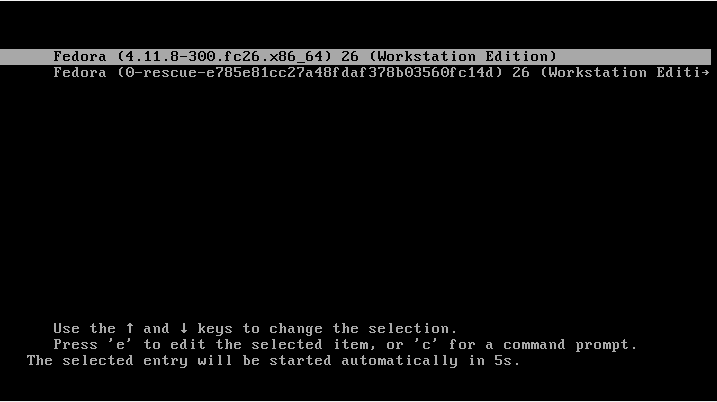 Fedora (4.11.8-300.fc26.x86_64) 26 (Workstation Edition)
Fedora (0-rescue-e785e81cc27a48fdaf378b03560fc14d) 26 (Workstation Editi→
Use the ↑ and ↓ keys to change the selection.
Press 'e' to edit the selected item, or 'c' for a command prompt.
The selected entry will be started automatically in 5s.